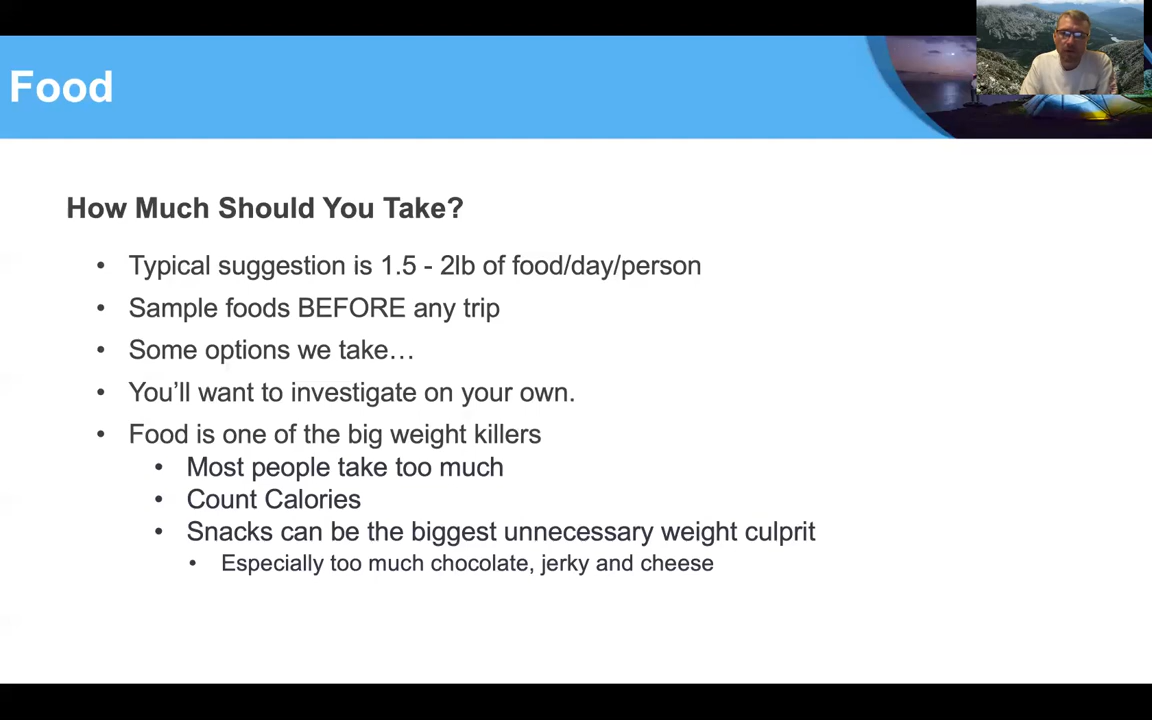 Food
How Much Should You Take?
• Typical suggestion is 1.5 - 2lb of food/day/person
• Sample foods BEFORE any trip
• Some options we take…
• You’ll want to investigate on your own.
• Food is one of the big weight killers
• Most people take too much
• Count Calories
• Snacks can be the biggest unnecessary weight culprit
• Especially too much chocolate, jerky and cheese